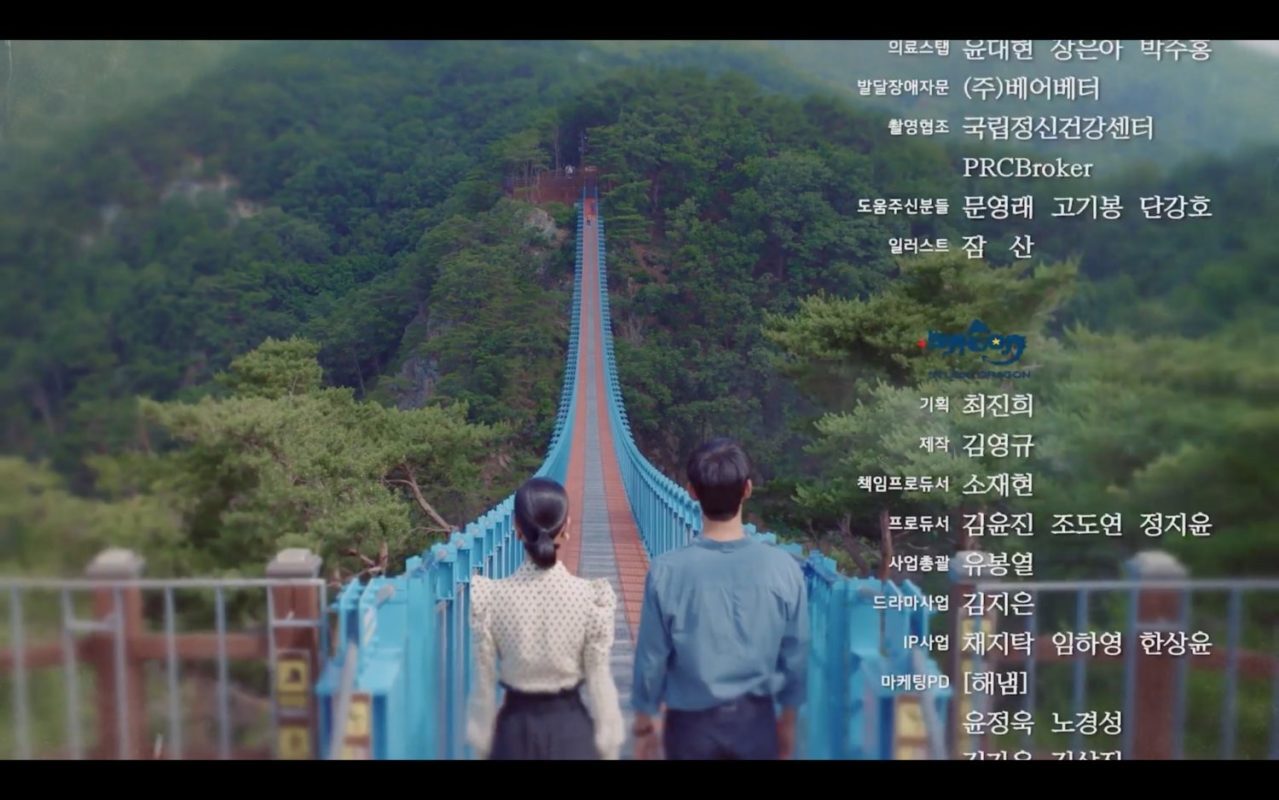 의료스탭 윤대현 장은아 박수홍
발달장애자문 (주)베어베터
촬영협조 국립정신건강센터
PRCBroker
도움주신분들 문영래 고기봉 단강호
일러스트 잠 산
DRAGON
기획 최진희
제작 김영규
책임프로듀서 소재현
프로듀서 김윤진 조도연 정지윤
사업총괄 유봉열
드라마사업 김지은
IP사업 채지탁 임하영 한상윤
마케팅PD [해냄]
윤정욱 노경성